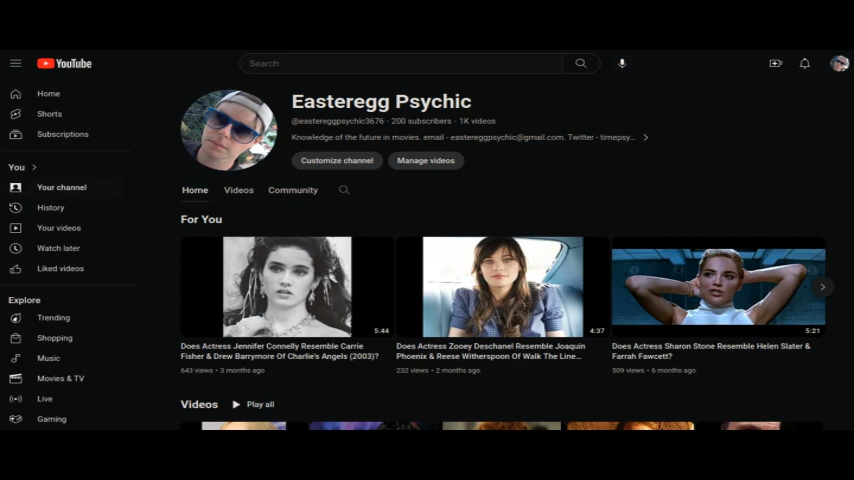 YouTube
Search
Home
Shorts
Subscriptions
You
Your channel
History
Your videos
Watch later
Liked videos
Explore
Trending
Shopping
Music
Movies & TV
Live
Gaming
Easteregg Psychic
@eastereggpsychic3676 · 200 subscribers · 1K videos
Knowledge of the future in movies. email - eastereggpsychic@gmail.com. Twitter - timepsy...
Customize channel Manage videos
Home Videos Community
For You
5:44
Does Actress Jennifer Connelly Resemble Carrie
Fisher & Drew Barrymore Of Charlie's Angels (2003)?
643 views · 3 months ago
4:37
Does Actress Zooey Deschanel Resemble Joaquin
Phoenix & Reese Witherspoon Of Walk The Line...
232 views · 2 months ago
5:21
Does Actress Sharon Stone Resemble Helen Slater &
Farrah Fawcett?
509 views · 6 months ago
Videos Play all